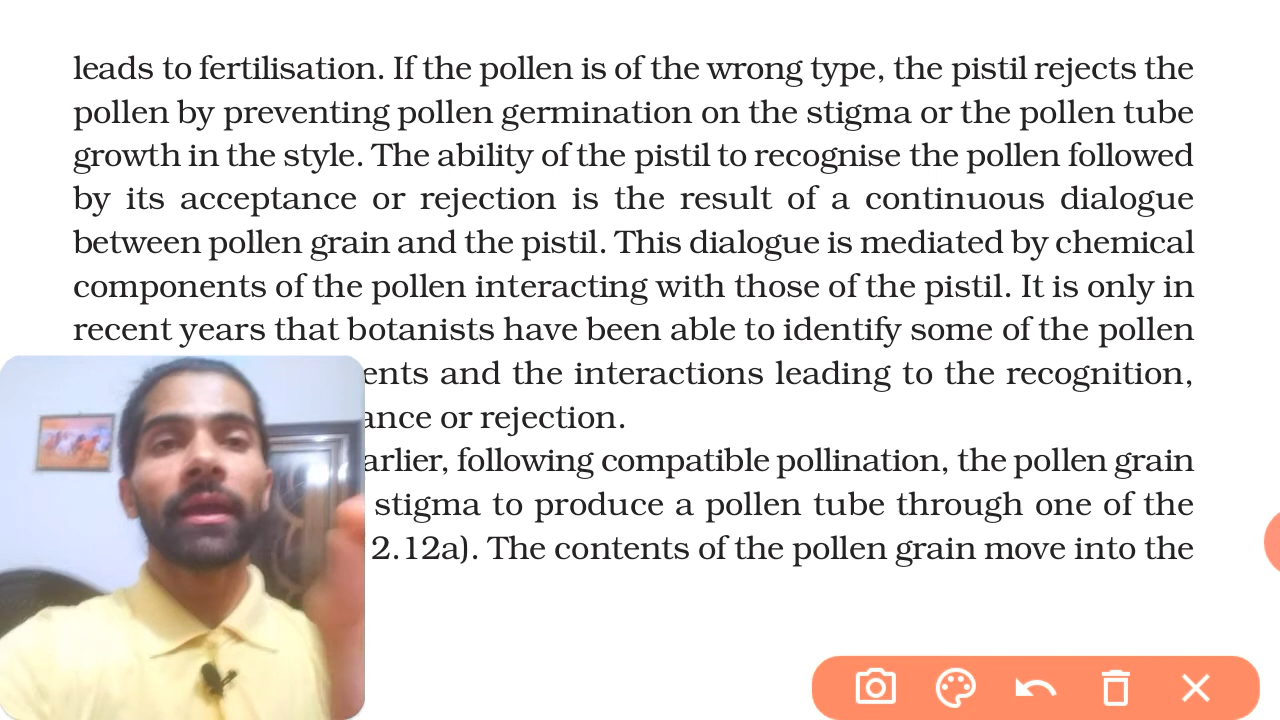 leads to fertilisation. If the pollen is of the wrong type, the pistil rejects the
pollen by preventing pollen germination on the stigma or the pollen tube
growth in the style. The ability of the pistil to recognise the pollen followed
by its acceptance or rejection is the result of a continuous dialogue
between pollen grain and the pistil. This dialogue is mediated by chemical
components of the pollen interacting with those of the pistil. It is only in
recent years that botanists have been able to identify some of the pollen
and the interactions leading to the recognition,
or rejection.
following compatible pollination, the pollen grain
stigma to produce a pollen tube through one of the
2.12a). The contents of the pollen grain move into the